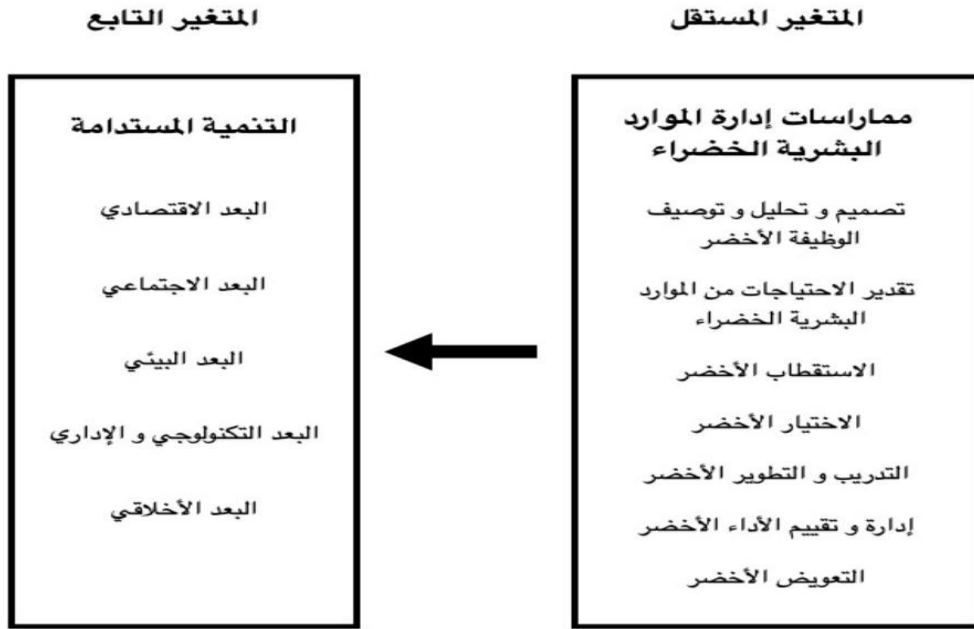 المتغير المستقل
ممارسات إدارة الموارد
البشرية الخضراء
تصميم و تحليل و توصيف
الوظيفة الأخضر
تقدير الاحتياجات من الموارد
البشرية الخضراء
الاستقطاب الأخضر
الاختيار الأخضر
التدريب و التطوير الأخضر
إدارة و تقييم الأداء الأخضر
التعويض الأخضر
المتغير التابع
التنمية المستدامة
البعد الاقتصادي
البعد الاجتماعي
البعد البيئي
البعد التكنولوجي و الإداري
البعد الأخلاقي